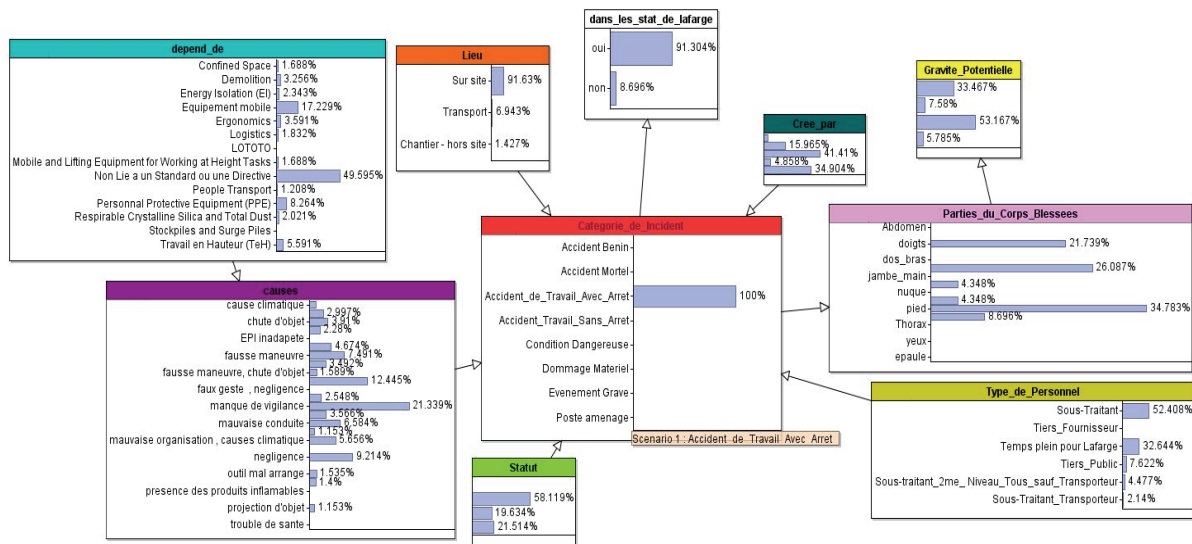 dans_les_stat_de_lafarge
oui
91.304%
non
8.696%
depend_de
Confined Space 1.688%
Demolition 3.256%
Energy Isolation (EI) 2.343%
Equipement mobile 17.229%
Ergonomics 3.591%
Logistics 1.832%
LOTOTO
Mobile and Lifting Equipment for Working at Height Tasks 1.688%
Non Lie a un Standard ou une Directive 49.595%
People Transport 1.208%
Personnal Protective Equipment (PPE) 8.264%
Respirable Crystalline Silica and Total Dust 2.021%
Stockpiles and Surge Piles
Travail en Hauteur (TeH) 5.591%
Lieu
Sur site 91.63%
Transport 6.943%
Chantier - hors site 1.427%
Gravite_Potentielle
33.467%
7.58%
53.167%
5.785%
Cree_par
15.965%
41.41%
4.858%
34.904%
Categorie_de_Incident
Accident Benin
Accident Mortel
Accident_de_Travail_Avec_Arret 100%
Accident_Travail_Sans_Arret
Condition Dangereuse
Dommage Materiel
Evenement Grave
Poste amenage
Scenario 1 : Accident_de_Travail_Avec_Arret
Parties_du_Corps_Blessees
Abdomen
doigts 21.739%
dos_bras
26.087%
jambe_main
4.348%
nuque
4.348%
pied 34.783%
8.696%
Thorax
yeux
epaule
causes
cause climatique
2.997%
chute d'objet 3.91%
2.28%
EPI inadapete
4.674%
fausse maneuvre 7.491%
3.492%
fausse maneuvre, chute d'objet 1.589%
12.445%
faux geste , negligence
2.548%
manque de vigilance 21.339%
3.566%
mauvaise conduite 6.584%
1.153%
mauvaise organisation , causes climatique 5.656%
negligence 9.214%
outil mal arrange 1.535%
1.4%
presence des produits inflamables
projection d'objet 1.153%
trouble de sante
Type_de_Personnel
Sous-Traitant 52.408%
Tiers_Fournisseur
Temps plein pour Lafarge 32.644%
Tiers_Public 7.622%
Sous-traitant_2me_ Niveau_Tous_sauf_Transporteur 4.477%
Sous-Traitant_Transporteur 2.14%
Statut
58.119%
19.634%
21.514%